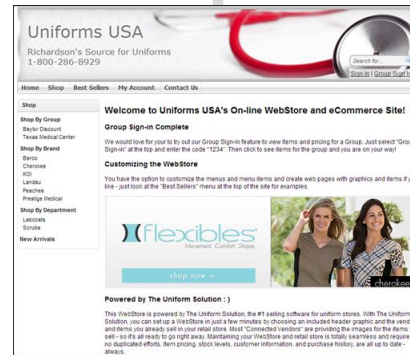 Uniforms USA
Richardson's Source for Uniforms
1-800-286-8929
Search for...
Sign In | Group Sign In
Home Shop Best Sellers My Account Contact Us
Shop
Shop By Group
Baylor Discount
Texas Medical Center
Shop By Brand
Barco
Cherokee
KOI
Landau
Peaches
Prestige Medical
Shop By Department
Labcoats
Scrubs
New Arrivals
Welcome to Uniforms USA's On-line WebStore and eCommerce Site!
Group Sign-in Complete
We would love for your to try out our Group Sign-in feature to view items and pricing for a Group. Just select "Group
Sign-in" at the top and enter the code "1234". Then click to see items for the group and you are on your way!
Customizing the WebStore
You have the option to customize the menus and menu items and create web pages with graphics and items if y
like - just look at the "Best Sellers" menu at the top of the site for examples.
flexibles
Movement. Comfort. Shape.
shop now >
cherokee
Powered by The Uniform Solution : )
This WebStore is powered by The Uniform Solution, the #1 selling software for uniform stores. With The Uniform
Solution, you can set up a WebStore in just a few minutes by choosing an included header graphic and the vend
and items you already sell in your retail store. Most "Connected Vendors" are providing the images for the items
sell - so it's all ready to go right away. Maintaining your WebStore and retail store is totally seamless and require
no duplicated efforts. Item pricing, stock levels, customer information, and purchase history, are all up to date -
always.